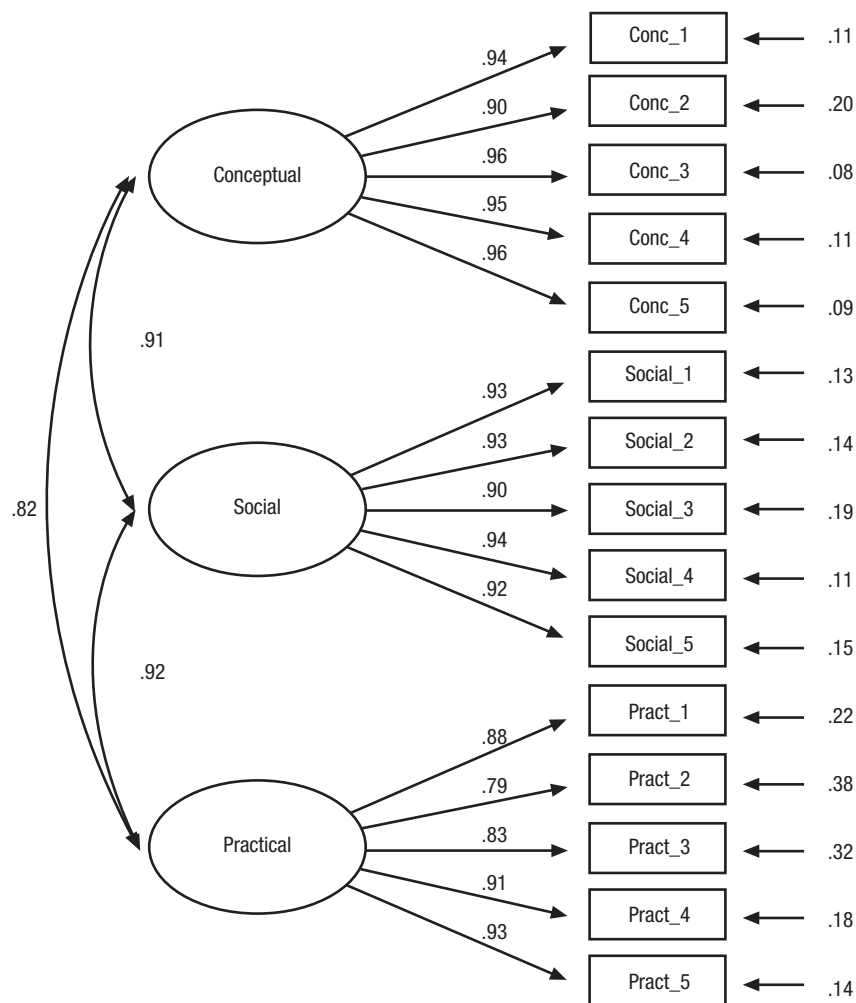 Conc_1
.11
.94
Conc_2
.20
.90
Conceptual
.96
Conc_3
.08
.95
Conc_4
.11
.96
Conc_5
.09
.91
Social_1
.13
.93
Social_2
.14
.93
.82
Social
.90
Social_3
.19
.94
Social_4
.11
.92
Social_5
.15
.92
Pract_1
.22
.88
Pract_2
.38
.79
Practical
.83
Pract_3
.32
.91
Pract_4
.18
.93
Pract_5
.14